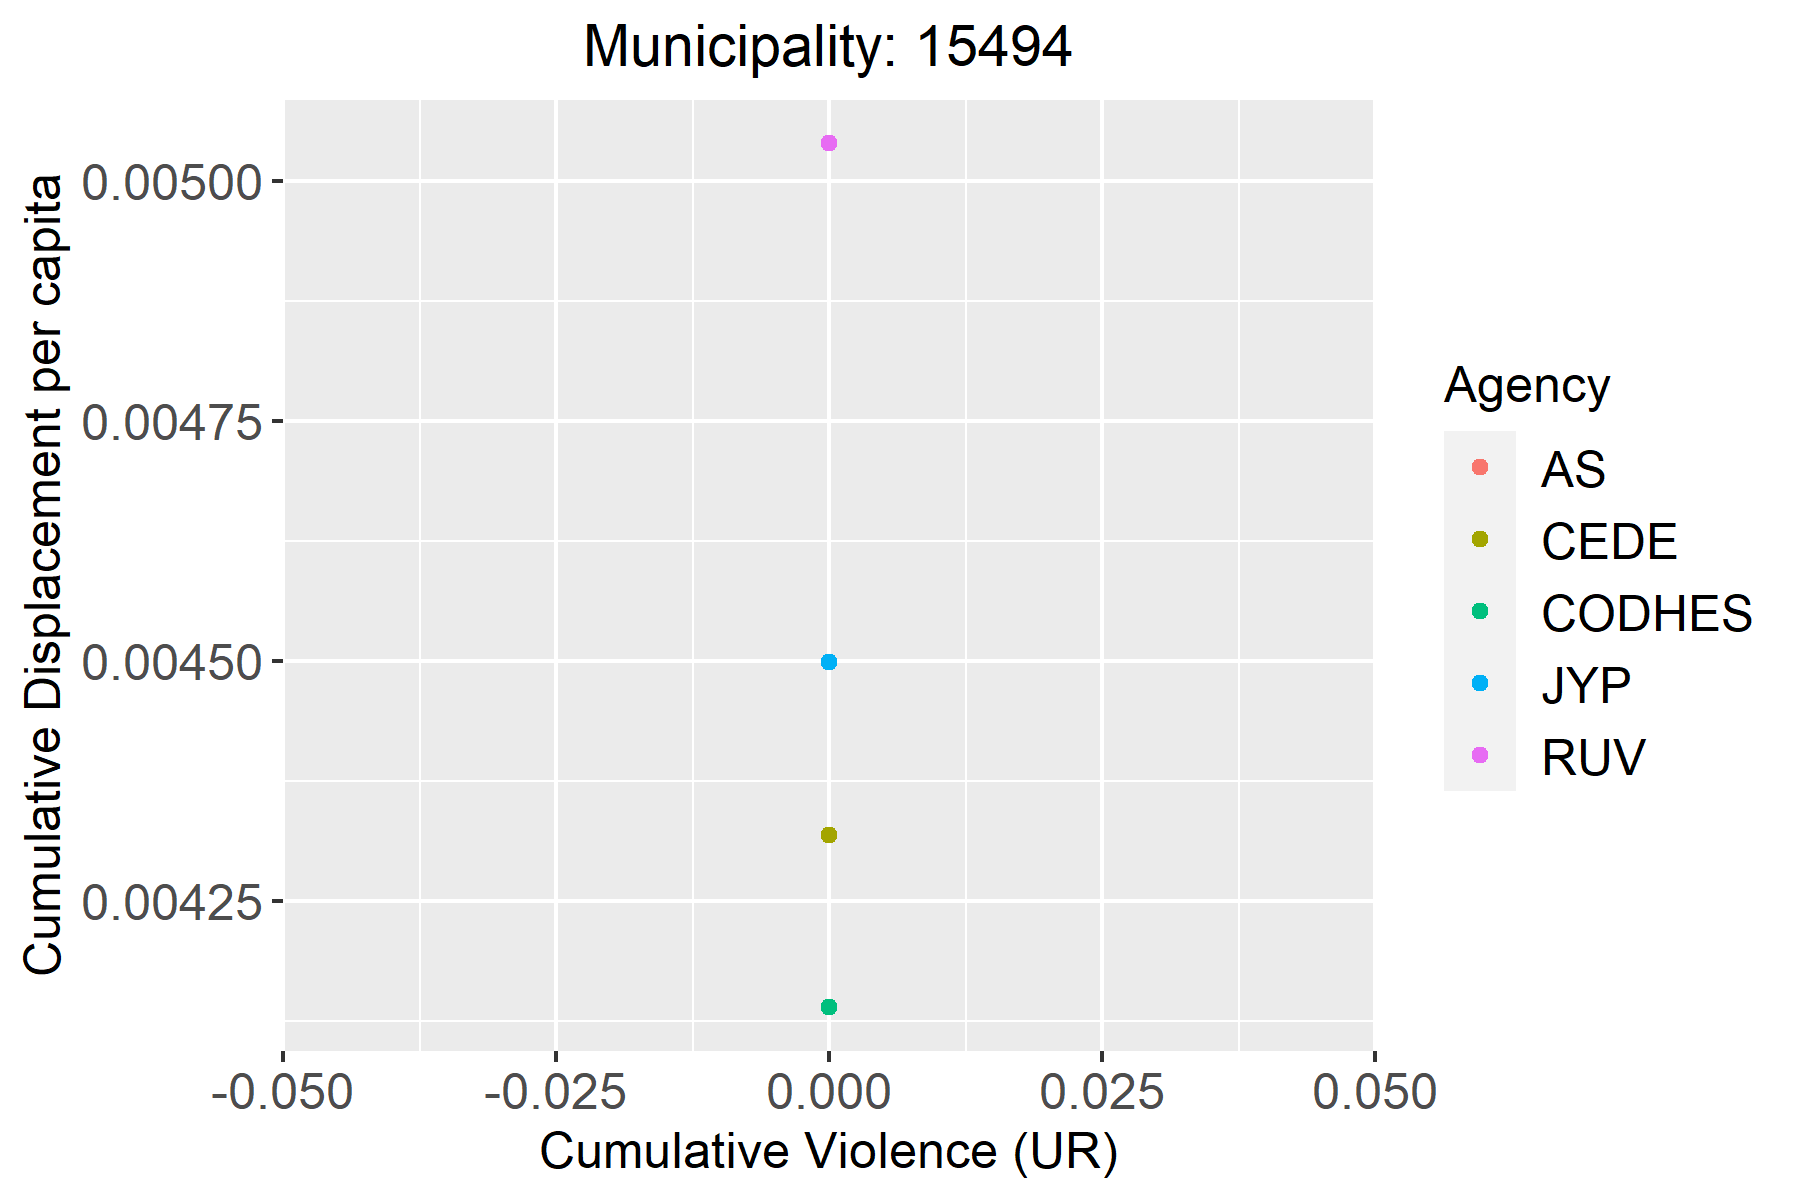 Municipality: 15494
Cumulative Displacement per capita
0.00500
0.00475
0.00450
0.00425
-0.050
-0.025
0.000
0.025
0.050
Cumulative Violence (UR)
Agency
AS
CEDE
CODHES
JYP
RUV